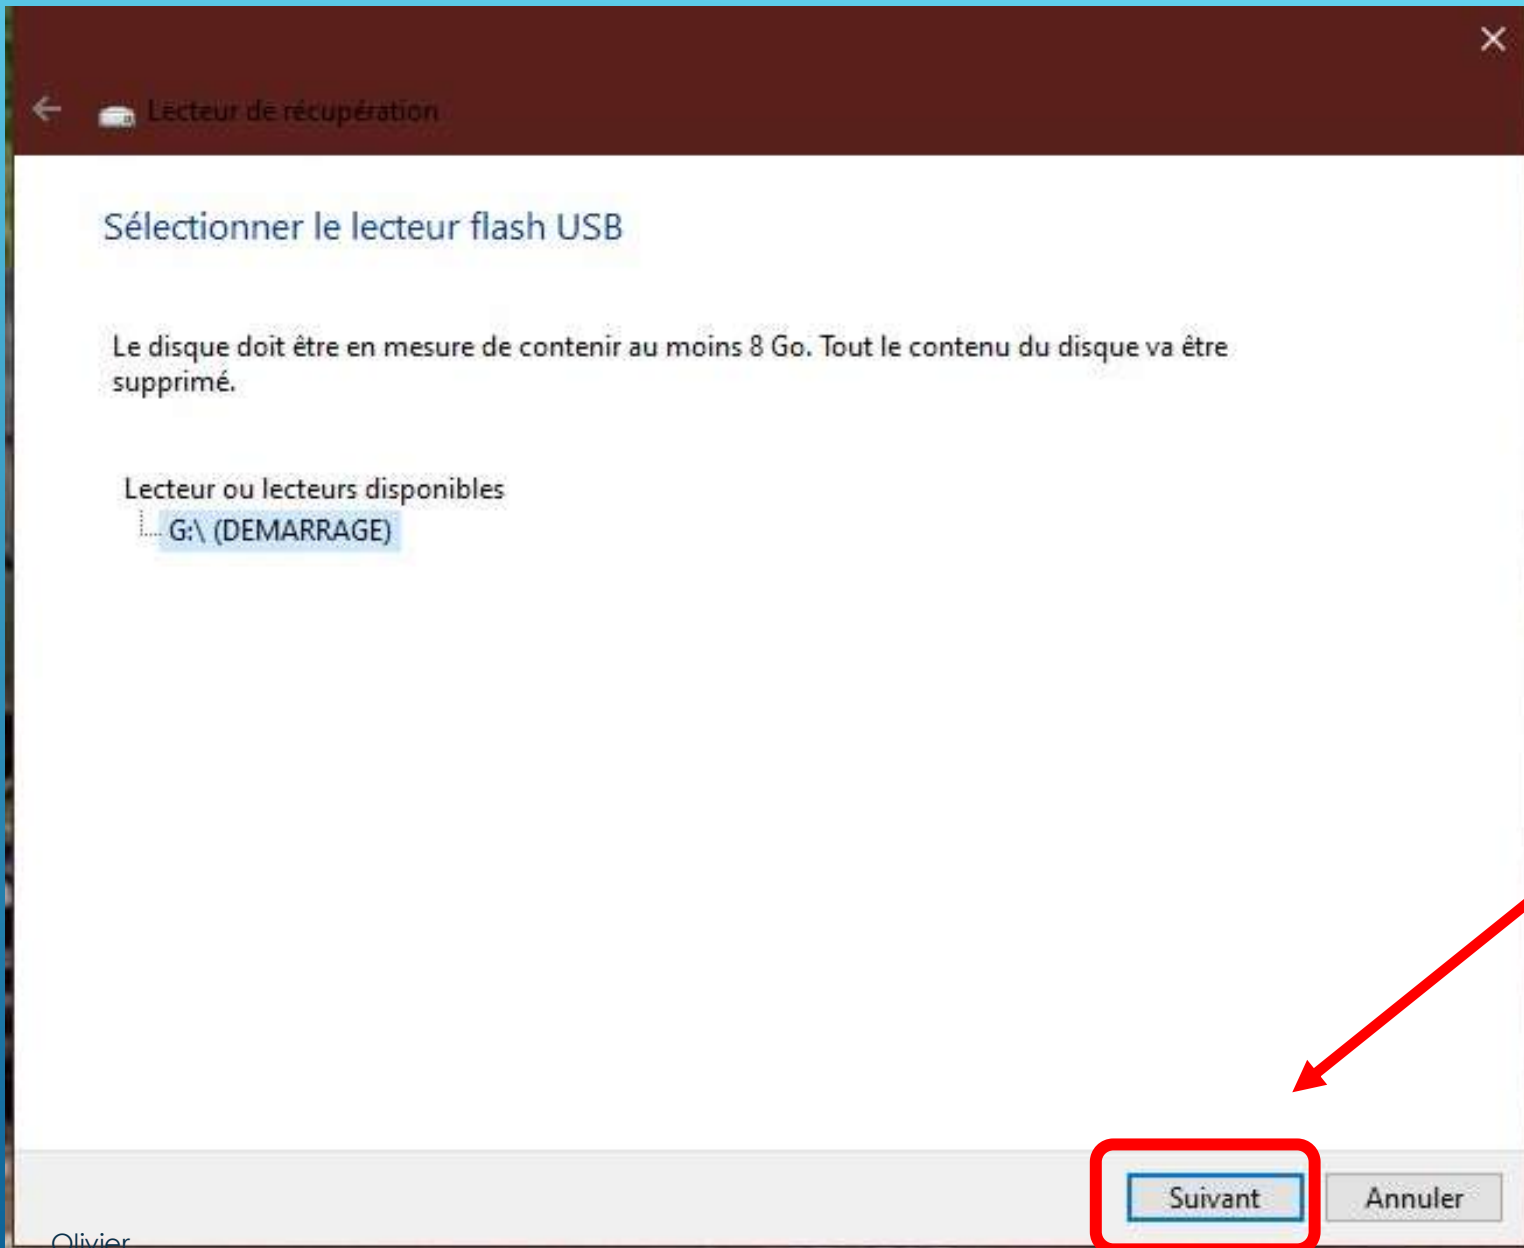 Lecteur de récupération
Sélectionner le lecteur flash USB
Le disque doit être en mesure de contenir au moins 8 Go. Tout le contenu du disque va être
supprimé.
Lecteur ou lecteurs disponibles
G:\ (DEMARRAGE)
Suivant
Annuler
Olivier